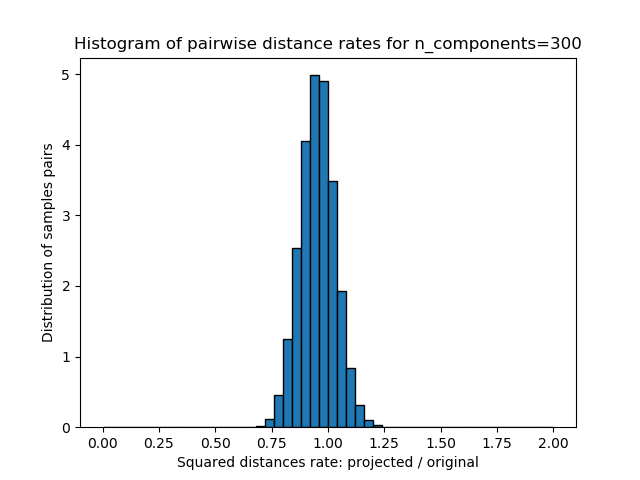 Histogram of pairwise distance rates for n_components=300
Distribution of samples pairs
5
4
3
2
1
0
0.00 0.25 0.50 0.75 1.00 1.25 1.50 1.75 2.00
Squared distances rate: projected / original